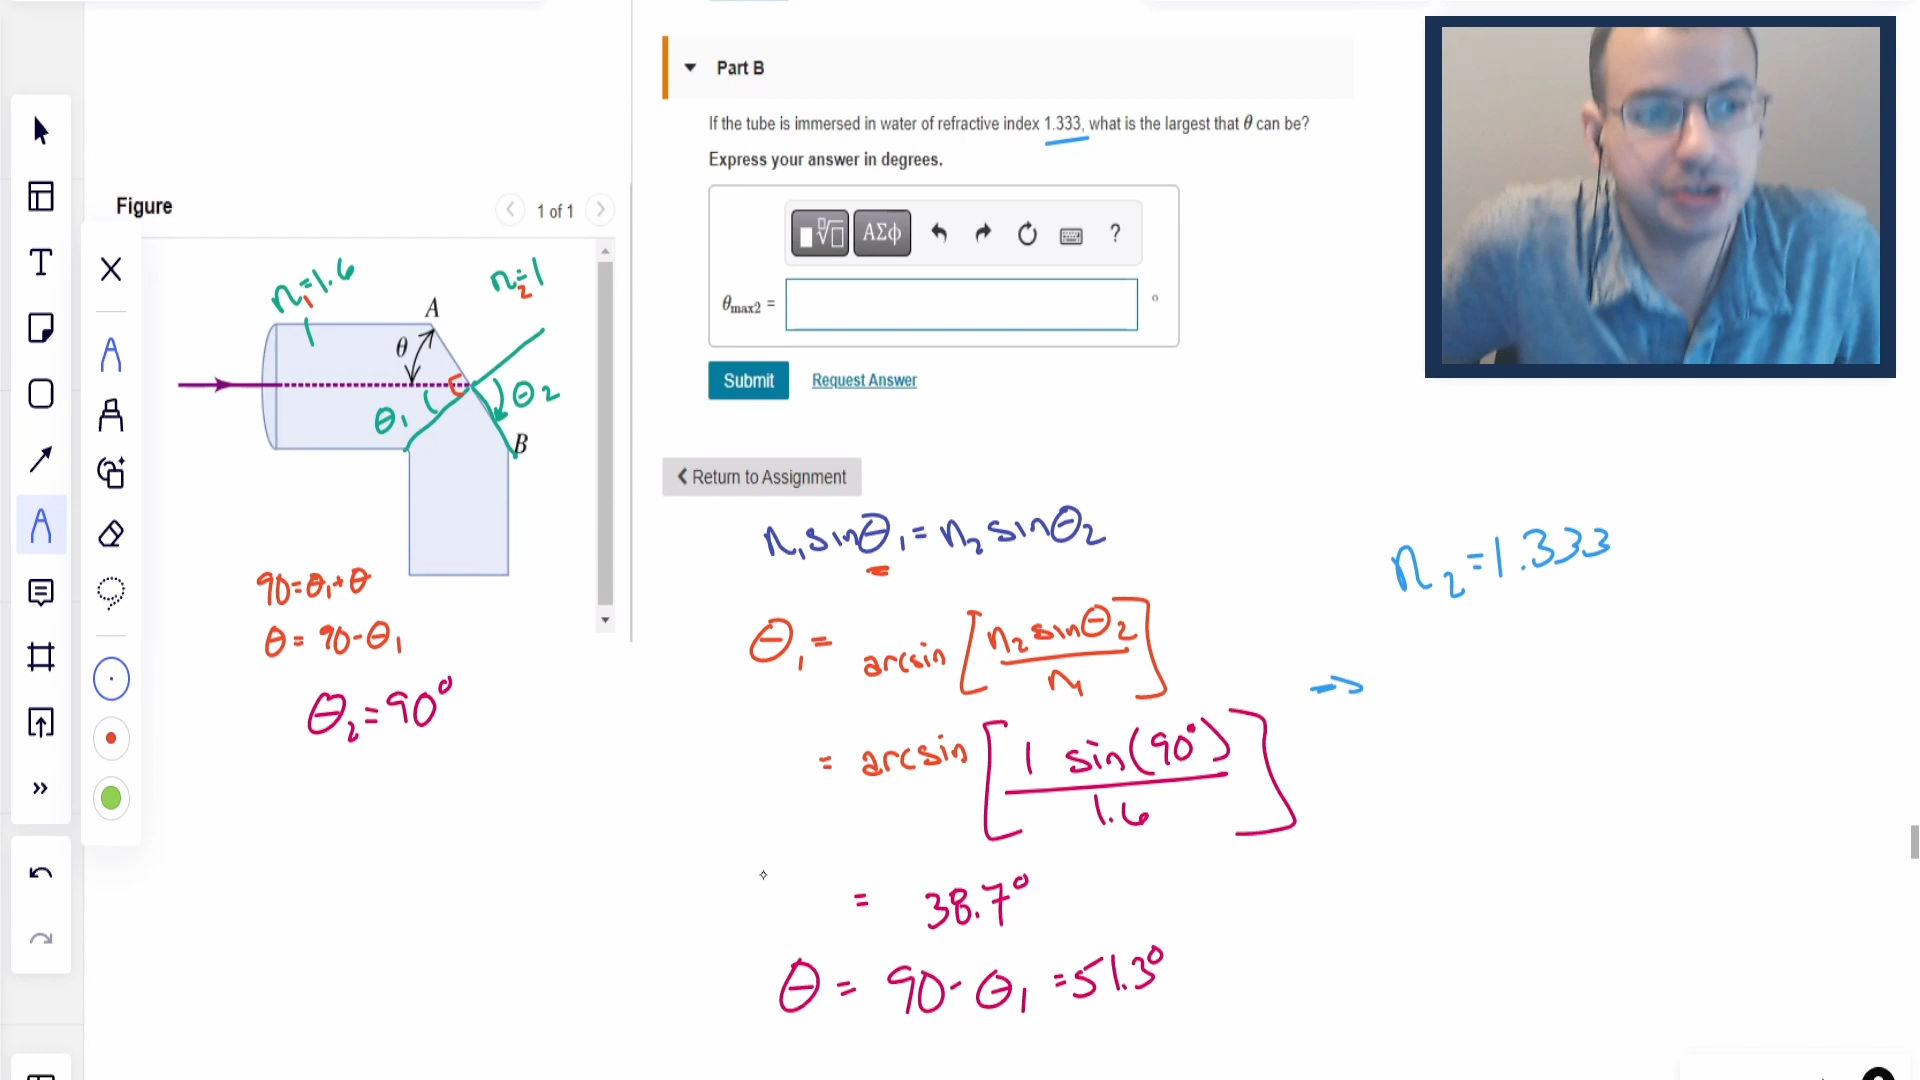 Part B
If the tube is immersed in water of refractive index 1.333, what is the largest that θ can be?
Express your answer in degrees.
Figure
1 of 1
ΑΣϕ
?
θmax2 =
°
Submit
Request Answer
Return to Assignment
n₁=1.6
n₂=1
A
θ
θ₁
θ₂
B
90=θ₁+θ
θ= 90-θ₁
θ₂=90°
n₁sinθ₁=n₂sinθ₂
n₂=1.333
θ₁= arcsin [n₂sinθ₂/n₁]
= arcsin [1 sin(90°)/1.6]
= 38.7°
θ = 90-θ₁ =51.3°